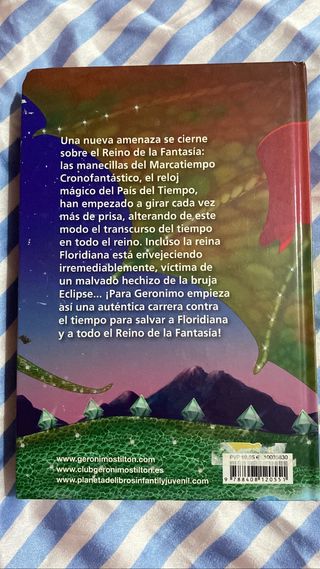 Una nueva amenaza se cierne
sobre el Reino de la Fantasía:
las manecillas del Marcatiempo
Cronofantástico, el reloj
mágico del País del Tiempo,
han empezado a girar cada vez
más de prisa, alterando de este
modo el transcurso del tiempo
en todo el reino. Incluso la reina
Floridiana está envejeciendo
irremediablemente, víctima de
un malvado hechizo de la bruja
Eclipse... ¡Para Geronimo empieza
así una auténtica carrera contra
el tiempo para salvar a Floridiana
y a todo el Reino de la Fantasía!
www.geronimostilton.com
www.clubgeronimostilton.es
www.planetadelibrosinfantilyjuvenil.com
9 788408 120551